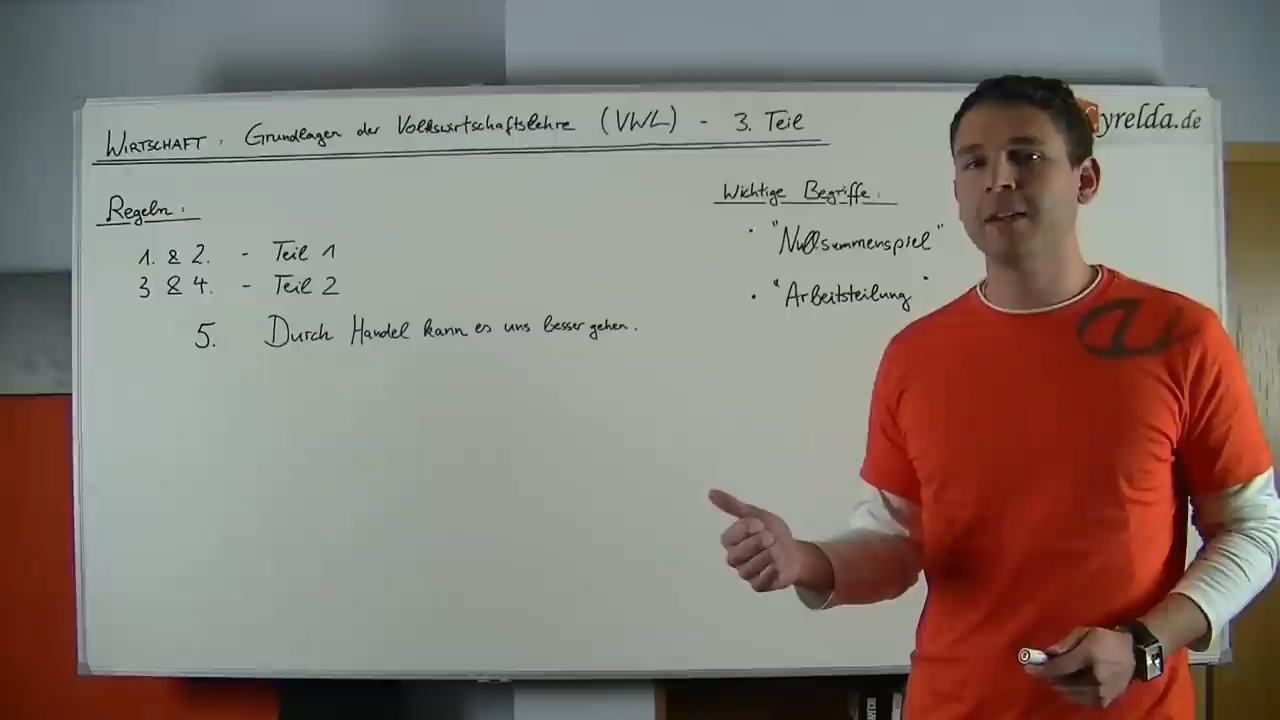 WIRTSCHAFT: Grundlagen der Volkswirtschaftslehre (VWL) - 3. Teil
yrelda.de
Regeln:
1. & 2. - Teil 1
3 & 4. - Teil 2
5. Durch Handel kann es uns besser gehen.
Wichtige Begriffe:
• "Nullsummenspiel"
• "Arbeitsteilung"